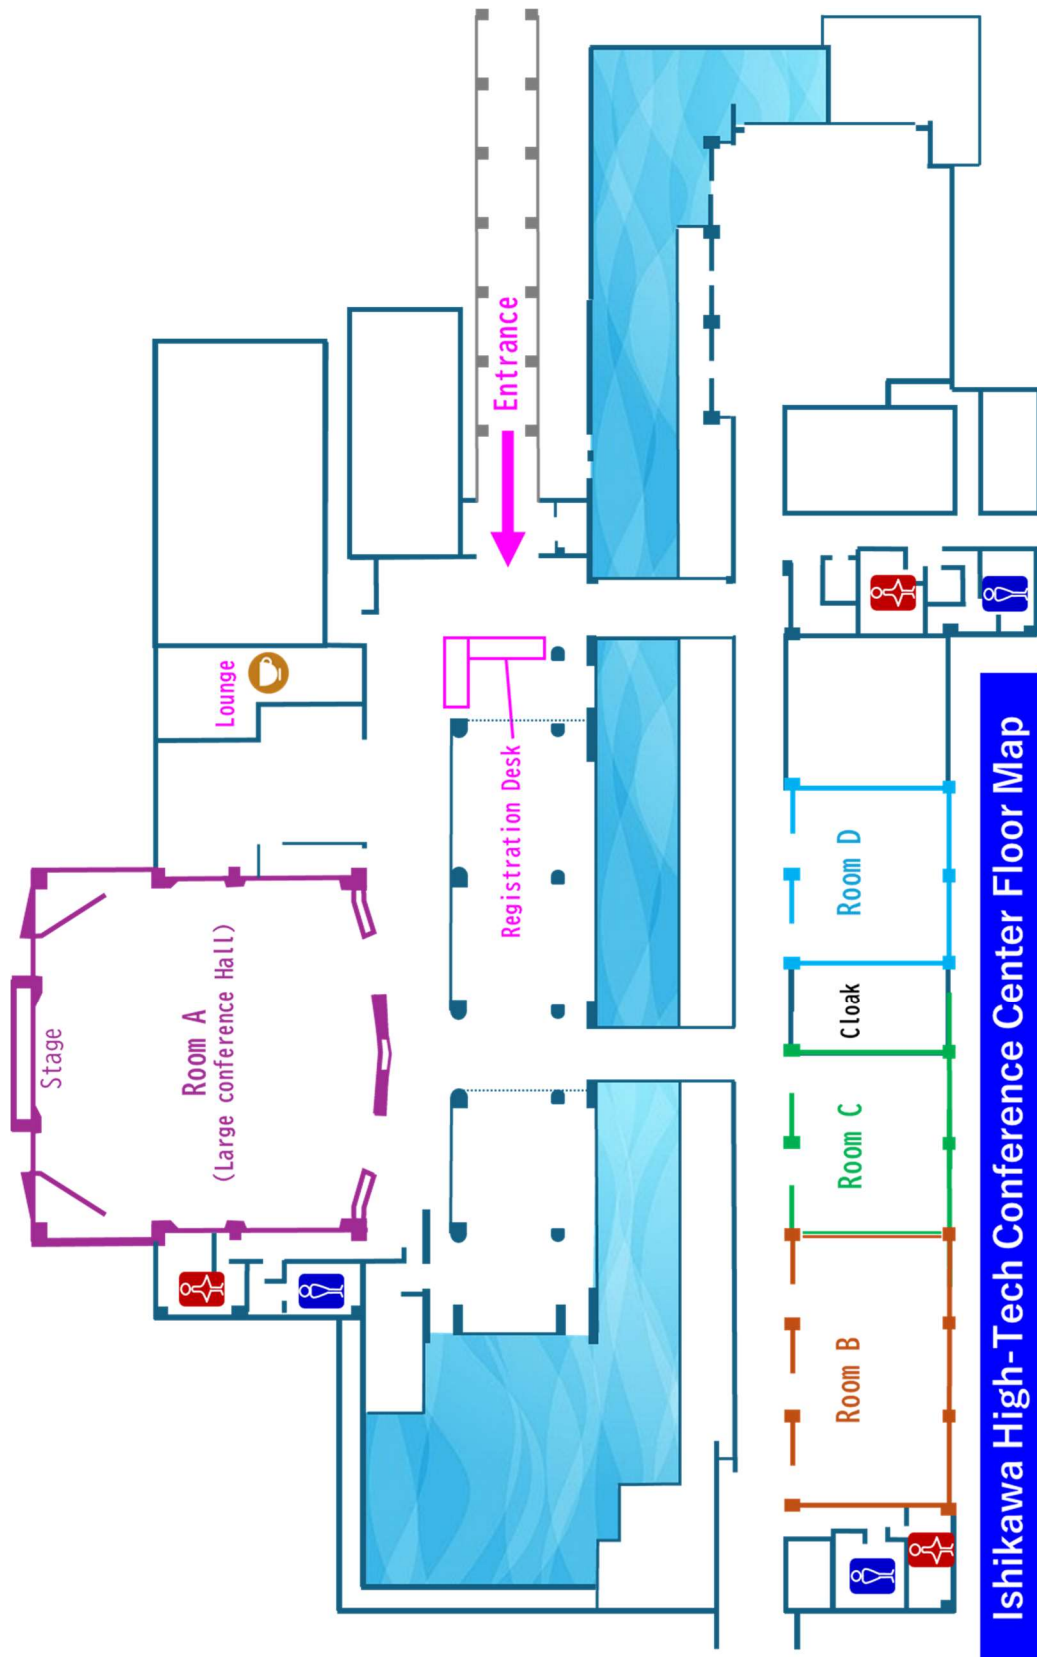 Stage
Room A
(Large conference Hall)
Lounge
Entrance
Registration Desk
Room B
Room C
Cloak
Room D
Ishikawa High-Tech Conference Center Floor Map